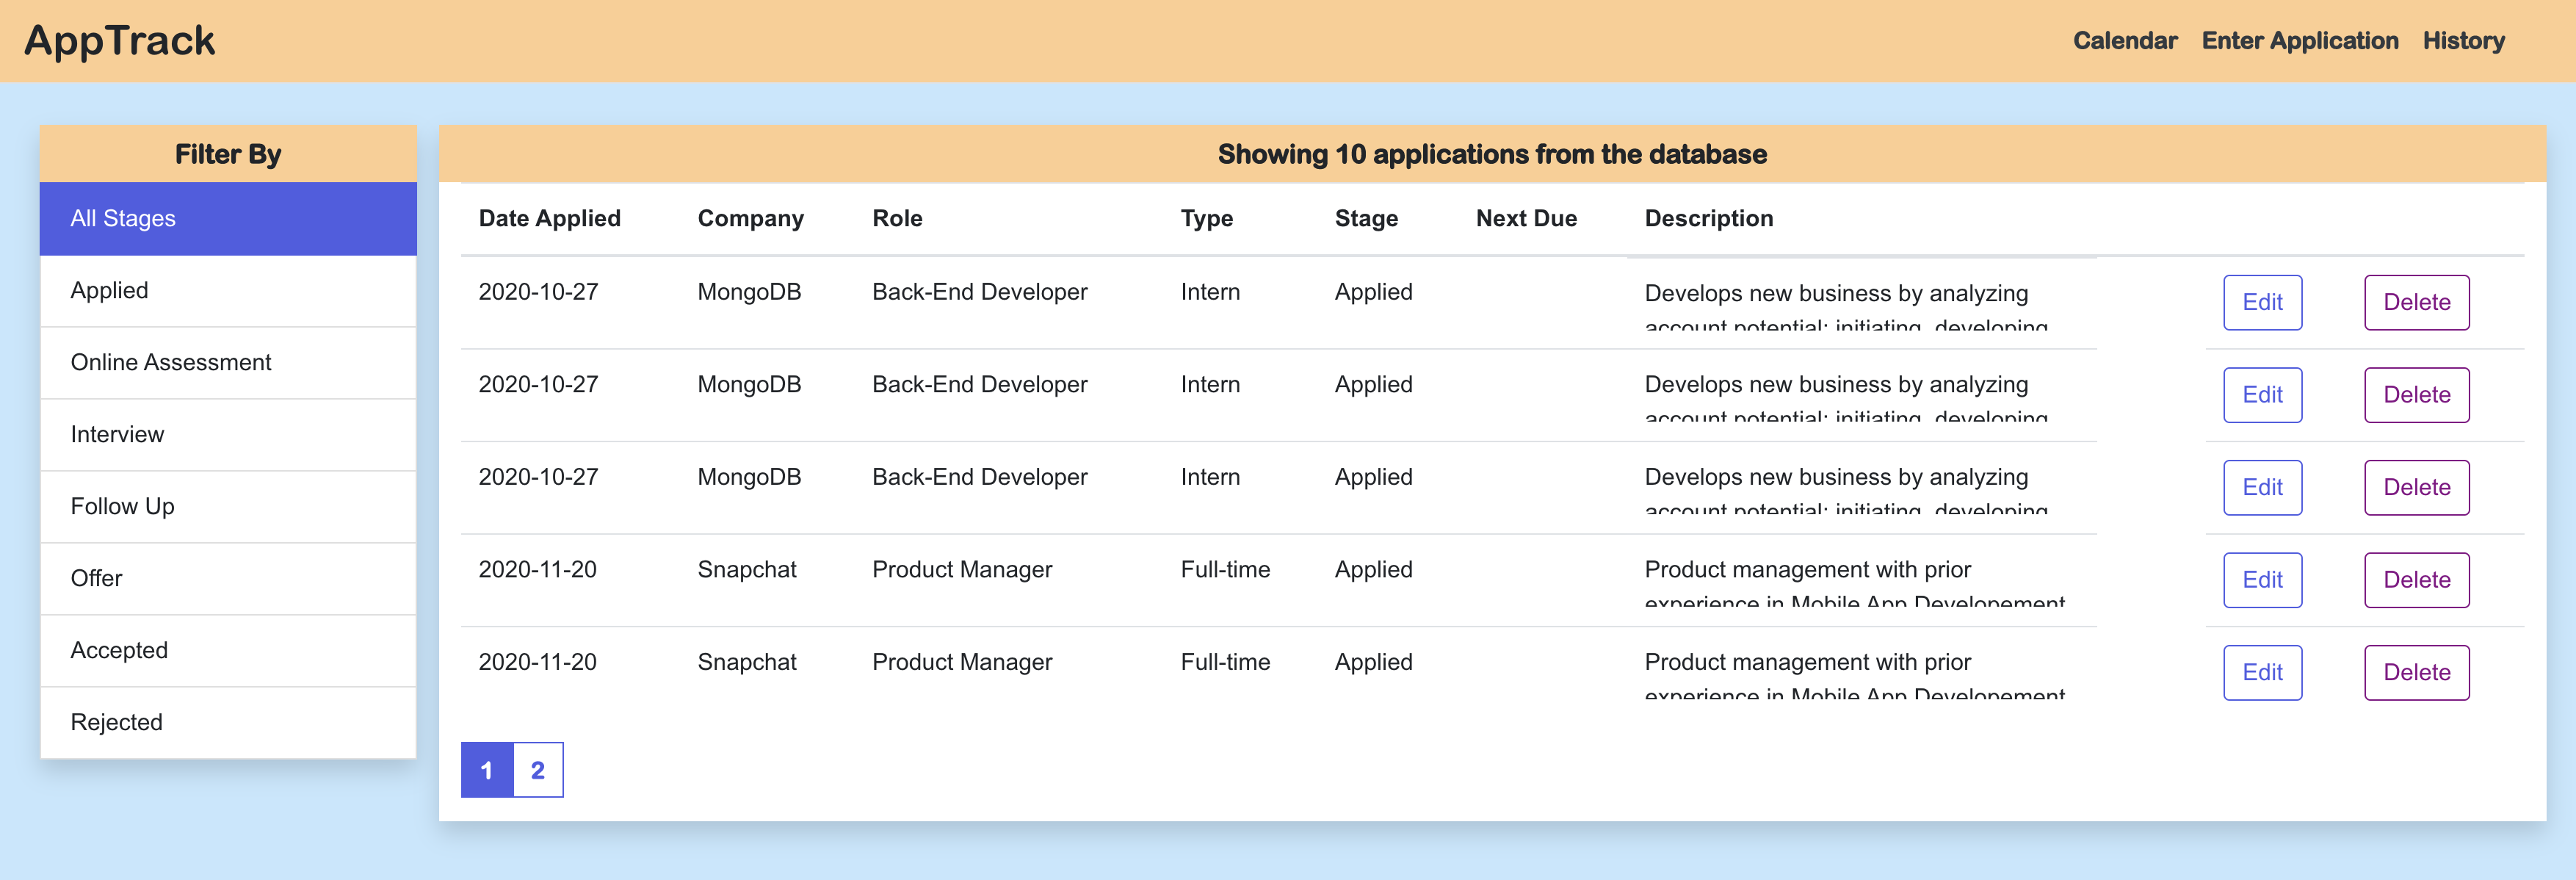 AppTrack
Calendar Enter Application History
Filter By
All Stages
Applied
Online Assessment
Interview
Follow Up
Offer
Accepted
Rejected
Showing 10 applications from the database
Date Applied Company Role Type Stage Next Due Description
2020-10-27 MongoDB Back-End Developer Intern Applied Develops new business by analyzing Edit Delete
account potential; initiating, developing
2020-10-27 MongoDB Back-End Developer Intern Applied Develops new business by analyzing Edit Delete
account potential; initiating, developing
2020-10-27 MongoDB Back-End Developer Intern Applied Develops new business by analyzing Edit Delete
account potential; initiating, developing
2020-11-20 Snapchat Product Manager Full-time Applied Product management with prior Edit Delete
experience in Mobile App Developement
2020-11-20 Snapchat Product Manager Full-time Applied Product management with prior Edit Delete
experience in Mobile App Developement
1 2